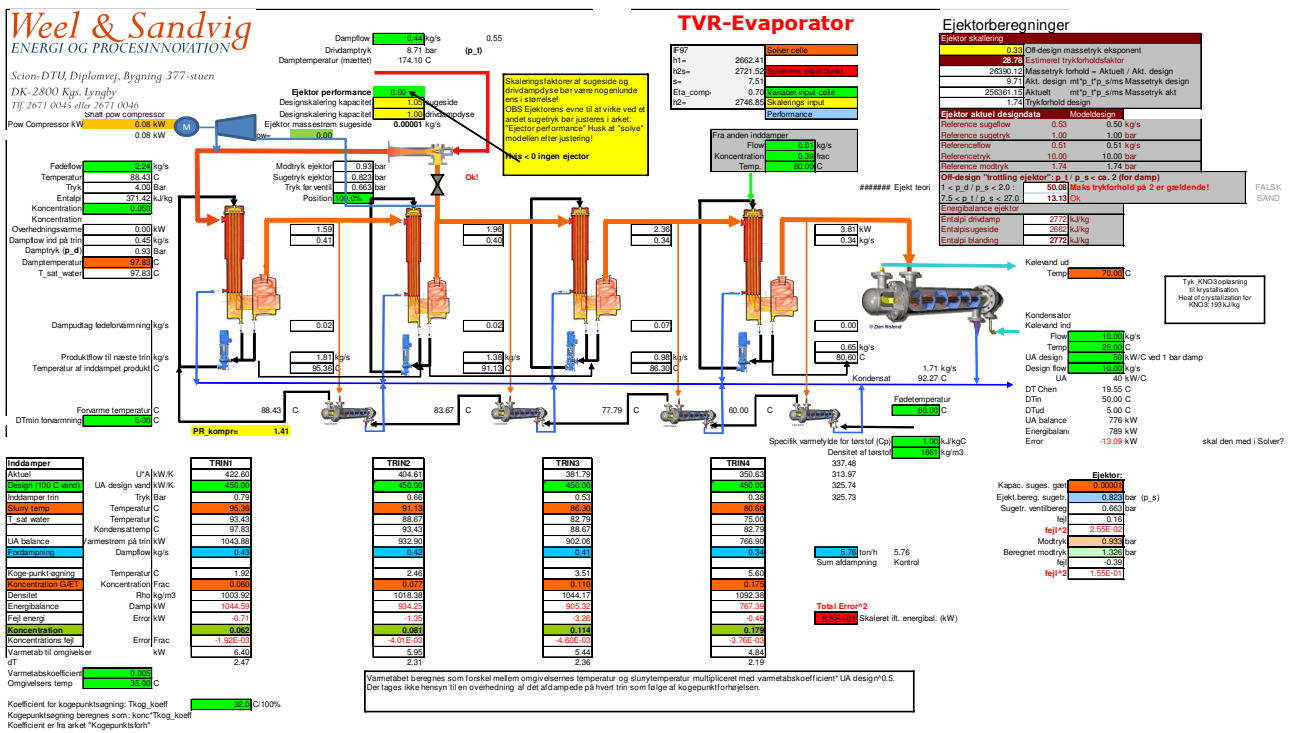 Weel & Sandvig
ENERGI OG PROCESINNOVATION
Scion-DTU, Diplomvej, Bygning 377-stuen
DK-2800 Kgs. Lyngby
Tlf. 2671 0045 eller 2671 0046
TVR-Evaporator
Ejektorberegninger
Dampflow 0.44 kg/s 0.55
Drivdamptryk 8.71 bar (p_t)
Damptemperatur (mættet) 174.10 C
Ejektor performance 0.00
Designskalering kapacitet 1.05 sugeside
Designskalering kapacitet 1.00 drivdampdyse
Ejektor massestrøm sugeside 0.00001 kg/s
0.00
Shaft pow compressor
Pow Compressor kW 0.08 kW
0.08 kW
M
Skaleringsfaktorer af sugeside og
drivdampdyse bør være nogenlunde
ens i størrelse!
OBS Ejektorens evne til at virke ved et
andet sugetryk bør justeres i arket:
"Ejector performance" Husk at "solve"
modellen efter justering!
Hvis < 0 ingen ejector
IF97 Solver celle
h1= 2662.41
h2s= 2721.52 Solverens objektfunkt.
s= 7.51
Eta_comp= 0.70 Variabel input celle
h2= 2746.85 Skalerings input
Performance
Fra anden inddamper
Flow 0.01 kg/s
Koncentration 0.39 frac
Temp. 80.00 C
Ejektor skallering
0.33 Off-design massetryk eksponent
28.78 Estimeret trykforholdsfaktor
26390.12 Massetryk forhold = Aktuelt / Akt. design
9.71 Akt. design mt*p_t*p_s/ms Massetryk design
256361.15 Aktuelt mt*p_t*p_s/ms Massetryk akt
1.74 Trykforhold design
Ejektor aktuel designdata Modeldesign
Reference sugeflow 0.53 0.50 kg/s
Reference sugetryk 1.00 1.00 bar
Referenceflow 0.51 0.51 kg/s
Referencetryk 10.00 10.00 bar
Reference modtryk 1.74 1.74 bar
Off-design "trottling ejektor": p_t / p_s < ca. 2 (for damp)
1 < p_d / p_s < 2.0 : 50.08 Maks trykforhold på 2 er gældende! FALSK
####### Ejekt teori 7.5 < p t / p_s < 27.0 : 13.13 Ok SAND
Energibalance ejektor
Entalpi drivdamp 2772 kJ/kg
Entalpisugeside 2662 kJ/kg
Entalpi blanding 2772 kJ/kg
Fødeflow 2.24 kg/s
Temperatur 88.43 C
Tryk 4.00 Bar
Entalpi 371.42 kJ/kg
Koncentration 0.050
Koncentration
Overhedningsvarme 0.00 kW
Dampflow ind på trin 0.45 kg/s
Damptryk (p_d) 0.93 Bar
Damptemperatur 97.83 C
T_sat_water 97.83 C
Modtryk ejektor 0.93 bar
Sugetryk ejektor 0.823 bar
Tryk før ventil 0.663 bar
Position 100.0%
Ok!
1.59 1.96 2.36 3.81 kW
0.41 0.40 0.34 0.34 kg/s
Kølevand ud
Temp 70.00 C
Tyk_KNO3 opløsning
til krystallisation.
Heat of crystalization for
KNO3: 193 kJ/kg
© Dan Noland
Dampudtag fødeforvarmning kg/s 0.02 0.02 0.07 0.00
Produktflow til næste trin kg/s 1.81 kg/s 1.38 kg/s 0.98 kg/s 0.65 kg/s
Temperatur af inddampet produkt C 95.36 C 91.13 C 86.30 C 80.60 C
1.71 kg/s
Kondensat 92.27 C
Kondensator
Kølevand ind
Flow 10.00 kg/s
Temp 25.00 C
UA design 50 kW/C ved 1 bar damp
Design flow 10.00 kg/s
UA 40 kW/C
DT Chen 19.55 C
DTin 50.00 C
DTud 5.00 C
UA balance 776 kW
Energibalanc 789 kW
Error -13.09 kW skal den med i Solver?
Forvarme temperatur C 88.43 C 83.67 C 77.79 C 60.00 C
DTmin forvarmning 5.00 C
PR_kompr= 1.41
Fødetemperatur
60.00 C
Specifik varmefylde for tørstof (Cp) 1.00 kJ/kgC
Densitet af tørstof 1661 kg/m3
337.48
313.97
325.74
325.73
Inddamper TRIN1 TRIN2 TRIN3 TRIN4
Aktuel U*A kW/K 422.60 404.61 381.79 350.63
Design (100 C vand) UA design vand kW/K 450.00 450.00 450.00 450.00
Inddamper trin Tryk Bar 0.79 0.66 0.53 0.38
Slurry temp Temperatur C 95.36 91.13 86.30 80.60
T_sat water Temperatur C 93.43 88.67 82.79 75.00
Kondensattemp C 97.83 93.43 88.67 82.79
UA balance Varmestrøm på trin kW 1043.88 932.90 902.06 766.90
Fordampning Dampflow kg/s 0.43 0.42 0.41 0.34
Koge-punkt-øgning Temperatur C 1.92 2.46 3.51 5.60
Koncentration GÆT Koncentration Frac 0.060 0.077 0.110 0.175
Densitet Rho kg/m3 1003.92 1018.38 1044.17 1092.38
Energibalance Damp kW 1044.59 934.25 905.32 767.39
Fejl energi Error kW -0.71 -1.35 -3.26 -0.49
Koncentration 0.062 0.081 0.114 0.179
Koncentrations fejl Error Frac -1.92E-03 -4.01E-03 -4.60E-03 -3.76E-03
Varmetab til omgivelser kW 6.40 5.95 5.44 4.84
dT 2.47 2.31 2.36 2.19
Varmetabskoefficient 0.005
Omgivelsers temp 35.00 C
5.76 ton/h 5.76
Sum afdampning Kontrol
Total Error^2
8.5E+01 Skaleret ift. energibal. (kW)
Ejektor:
Kapac. suges. gæt 0.00001
Ejekt.bereg. sugetr. 0.823 bar (p_s)
Sugetr. ventilbereg 0.663 bar
fejl 0.16
fejl^2 2.55E-02
Modtryk 0.933 bar
Beregnet modtryk 1.326 bar
fejl -0.39
fejl^2 1.55E-01
Varmetabet beregnes som forskel mellem omgivelsernes temperatur og slurrytemperatur multipliceret med varmetabskoefficient* UA design^0.5.
Der tages ikke hensyn til en overhedning af det afdampede på hvert trin som følge af kogepunktforhøjelsen.
Koefficient for kogepunktsøgning: Tkog_koeff 32.0 C/100%
Kogepunktsøgning beregnes som: konc*Tkog_koeff
Koefficient er fra arket "Kogepunktsforh"